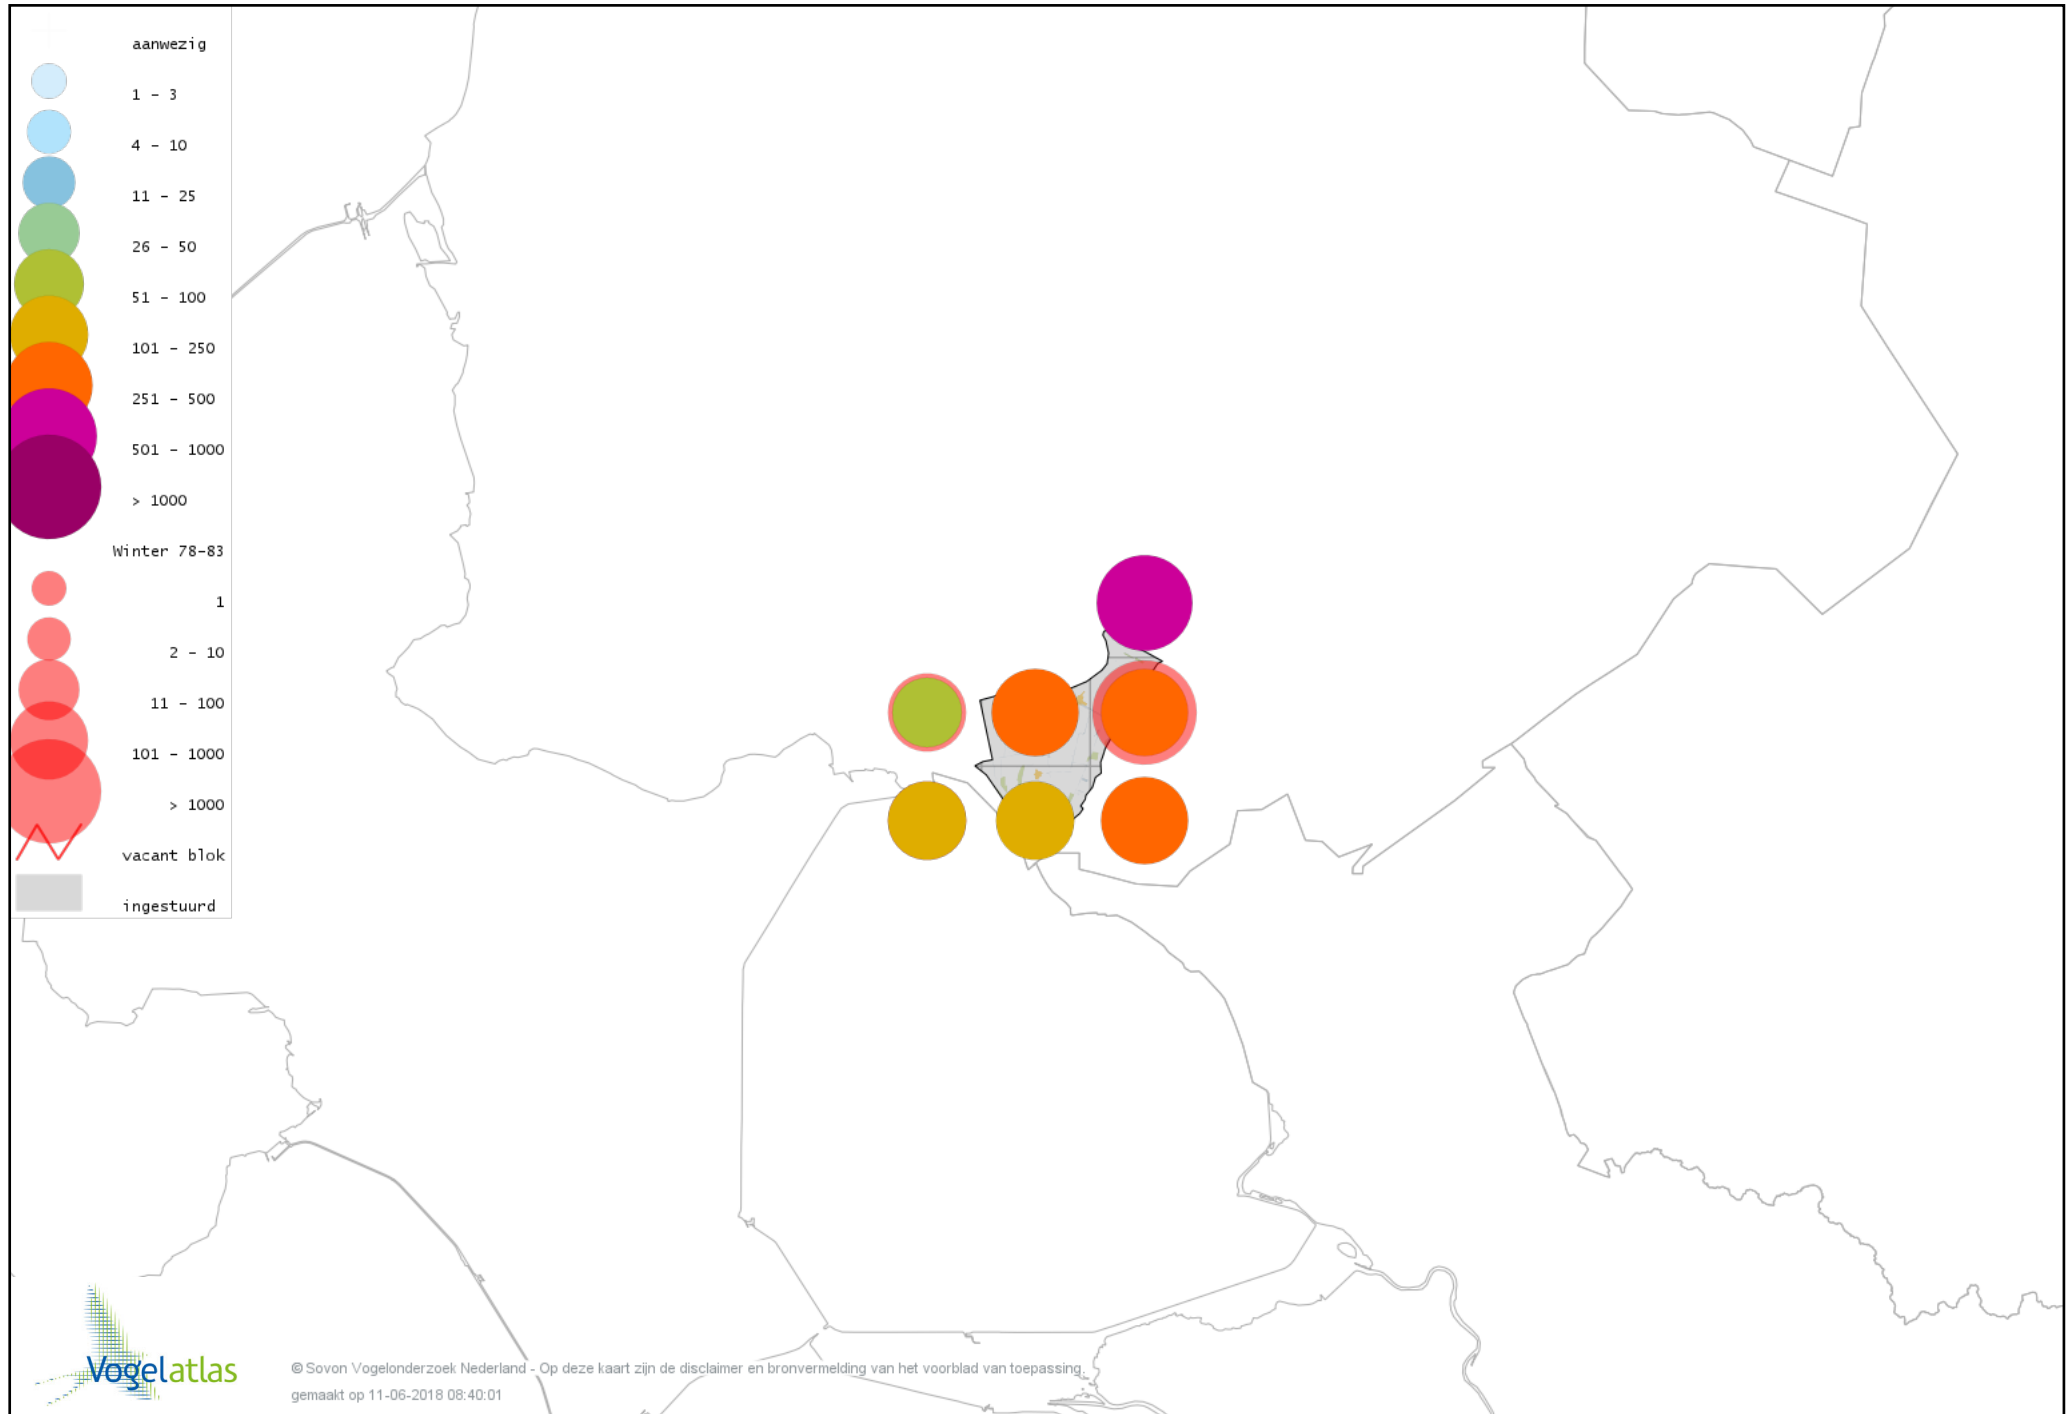 aanwezig
1 - 3
4 - 10
11 - 25
26 - 50
51 - 100
101 - 250
251 - 500
501 - 1000
> 1000
Winter 78-83
1
2 - 10
11 - 100
101 - 1000
> 1000
vacant blok
ingestuurd
Vogelatlas
© Sovon Vogelonderzoek Nederland - Op deze kaart zijn de disclaimer en bronvermelding van het voorblad van toepassing.
gemaakt op 11-06-2018 08:40:01